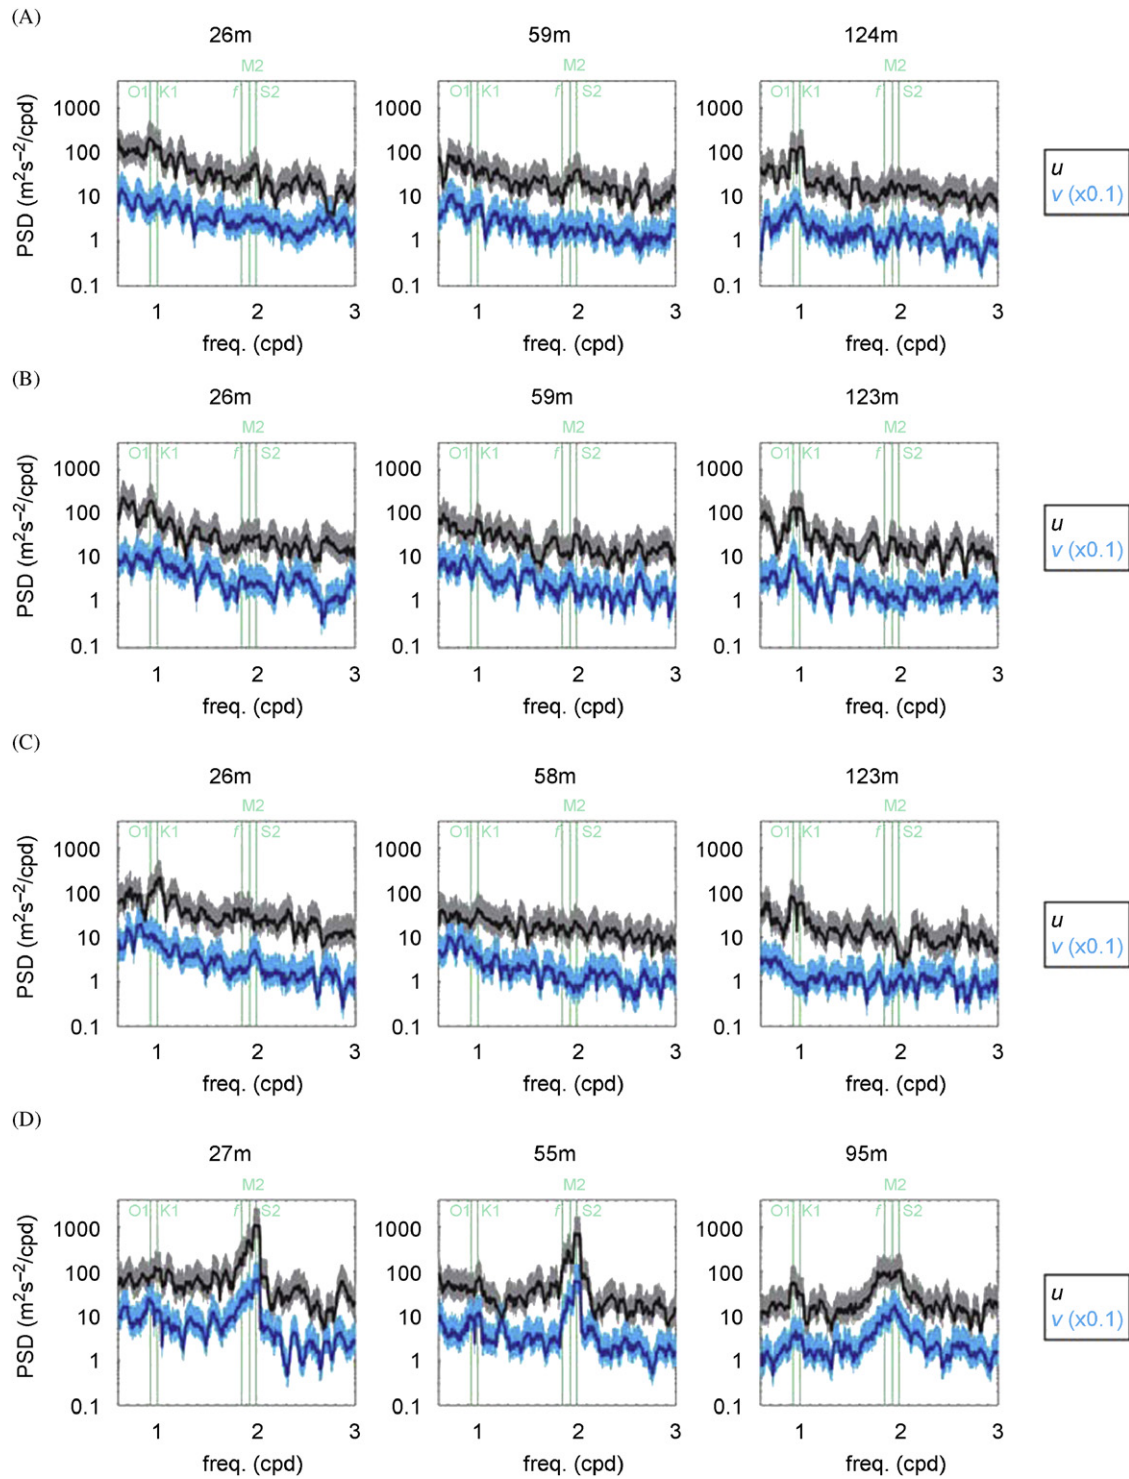 (A)
26m 59m 124m
M2 M2 M2
O1 K1 f S2 O1 K1 f S2 O1 K1 f S2
PSD (m²s⁻²/cpd)
1000 1000 1000
100 100 100
10 10 10
1 1 1
0.1 0.1 0.1
u
v (x0.1)
1 2 3 1 2 3 1 2 3
freq. (cpd) freq. (cpd) freq. (cpd)
(B)
26m 59m 123m
M2 M2 M2
O1 K1 f S2 O1 K1 f S2 O1 K1 f S2
PSD (m²s⁻²/cpd)
1000 1000 1000
100 100 100
10 10 10
1 1 1
0.1 0.1 0.1
u
v (x0.1)
1 2 3 1 2 3 1 2 3
freq. (cpd) freq. (cpd) freq. (cpd)
(C)
26m 58m 123m
M2 M2 M2
O1 K1 f S2 O1 K1 f S2 O1 K1 f S2
PSD (m²s⁻²/cpd)
1000 1000 1000
100 100 100
10 10 10
1 1 1
0.1 0.1 0.1
u
v (x0.1)
1 2 3 1 2 3 1 2 3
freq. (cpd) freq. (cpd) freq. (cpd)
(D)
27m 55m 95m
M2 M2 M2
O1 K1 f S2 O1 K1 f S2 O1 K1 f S2
PSD (m²s⁻²/cpd)
1000 1000 1000
100 100 100
10 10 10
1 1 1
0.1 0.1 0.1
u
v (x0.1)
1 2 3 1 2 3 1 2 3
freq. (cpd) freq. (cpd) freq. (cpd)